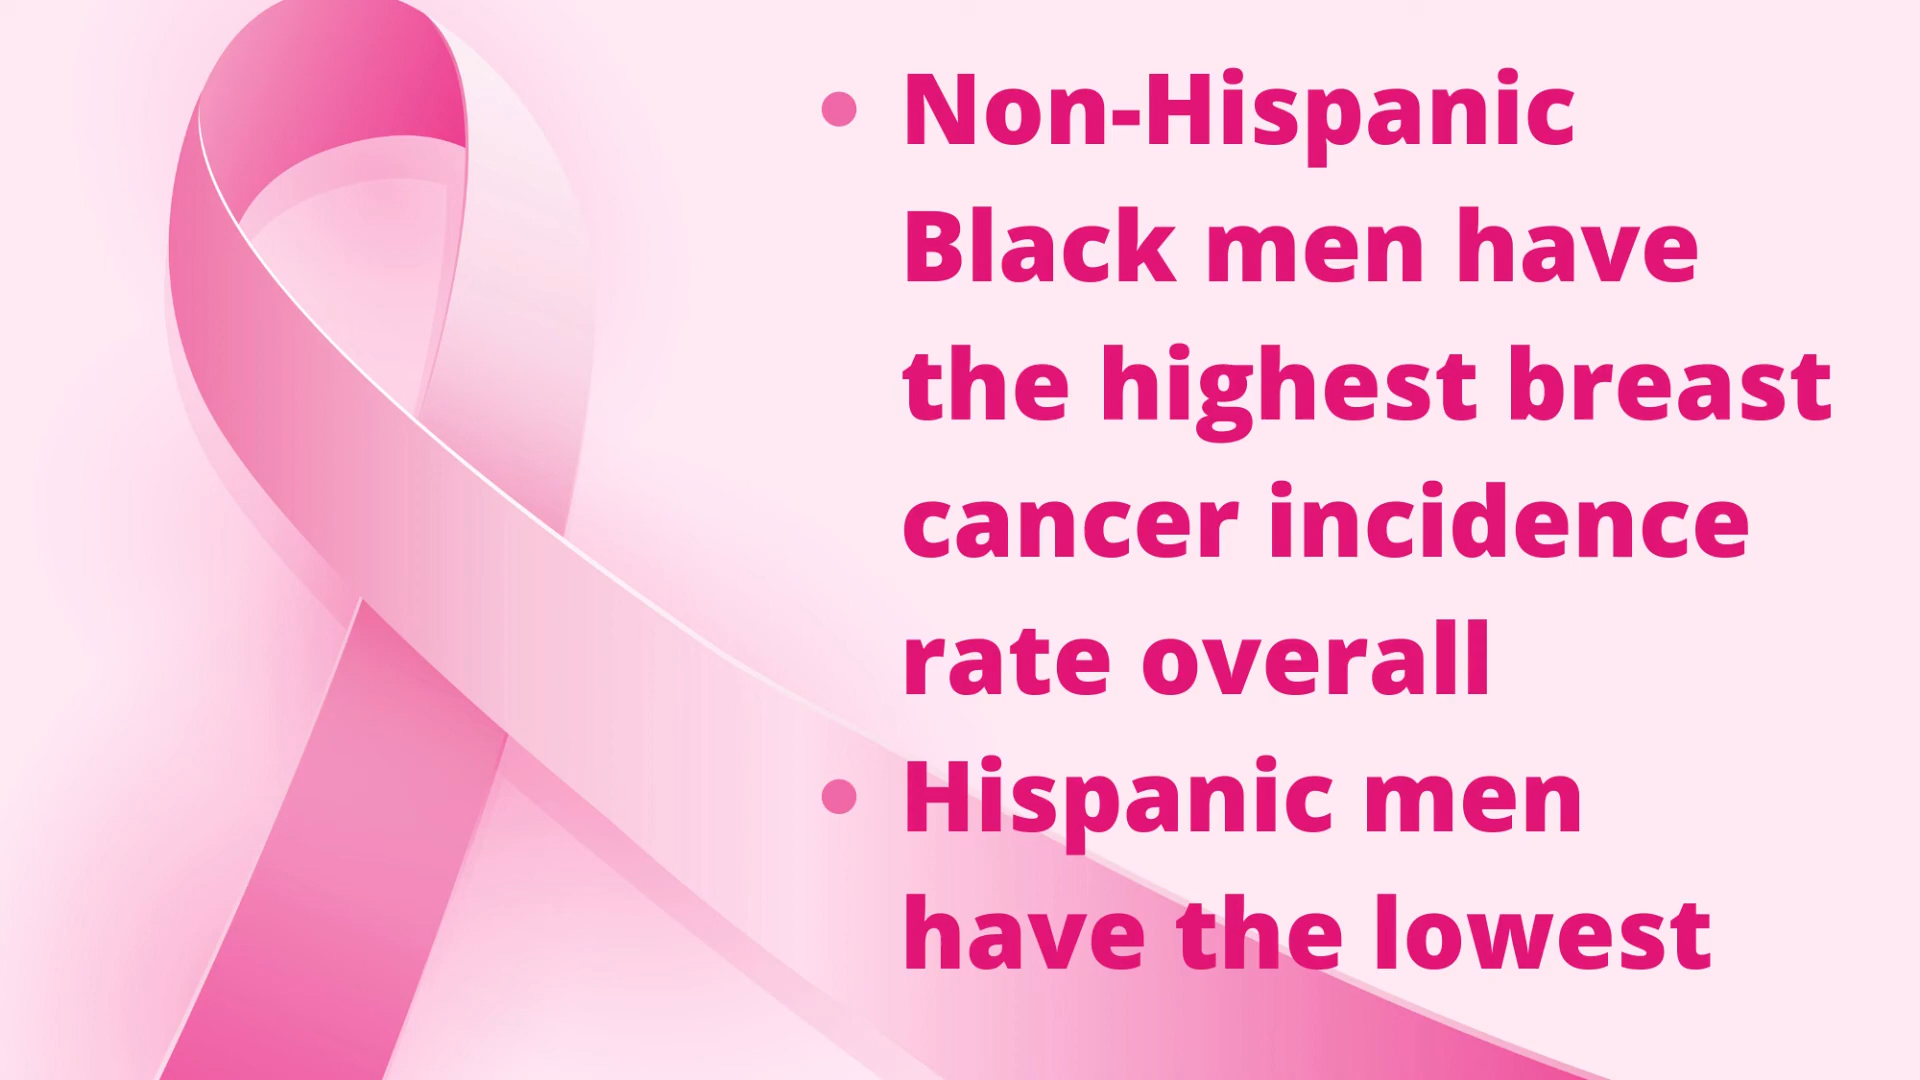 • Non-Hispanic
Black men have
the highest breast
cancer incidence
rate overall
• Hispanic men
have the lowest